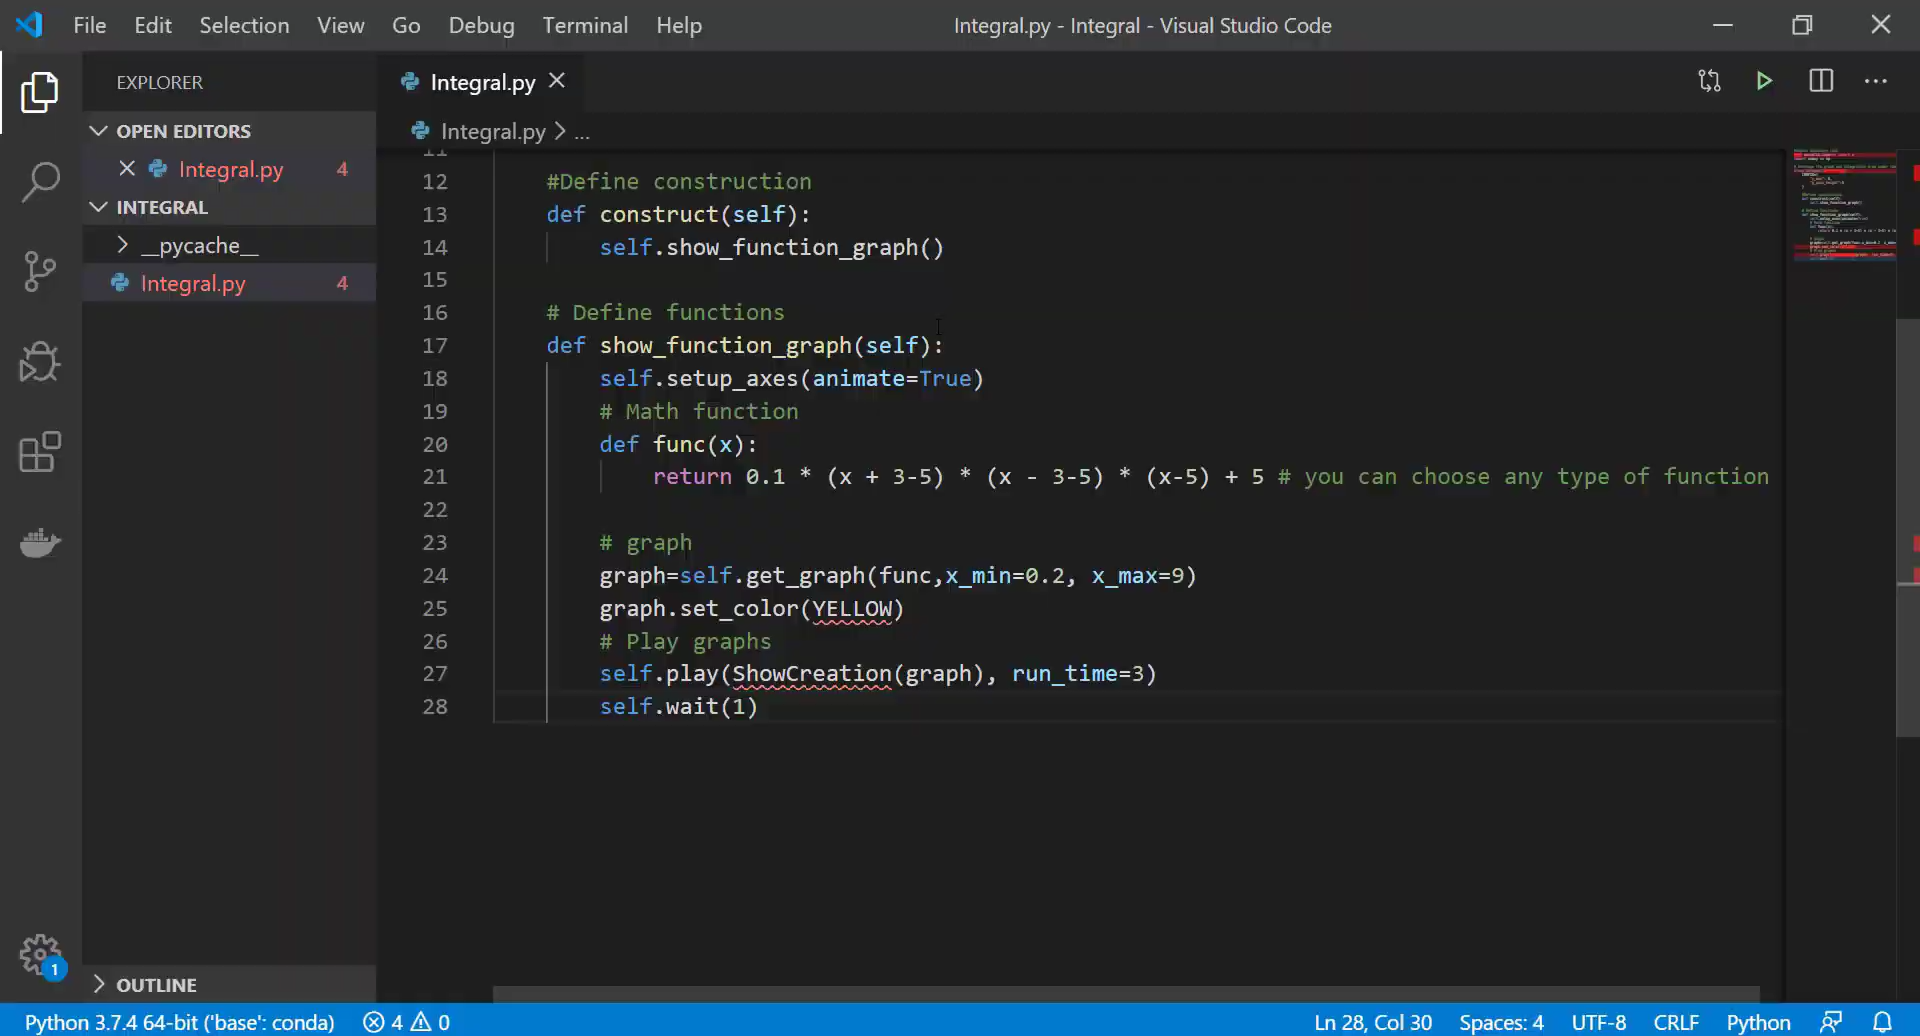 File Edit Selection View Go Debug Terminal Help Integral.py - Integral - Visual Studio Code
EXPLORER
OPEN EDITORS
Integral.py 4
INTEGRAL
__pycache__
Integral.py 4
OUTLINE
Integral.py
Integral.py > ...
11
12 #Define construction
13 def construct(self):
14 self.show_function_graph()
15
16 # Define functions
17 def show_function_graph(self):
18 self.setup_axes(animate=True)
19 # Math function
20 def func(x):
21 return 0.1 * (x + 3-5) * (x - 3-5) * (x-5) + 5 # you can choose any type of function
22
23 # graph
24 graph=self.get_graph(func,x_min=0.2, x_max=9)
25 graph.set_color(YELLOW)
26 # Play graphs
27 self.play(ShowCreation(graph), run_time=3)
28 self.wait(1)
1
Python 3.7.4 64-bit ('base': conda) 4 0 Ln 28, Col 30 Spaces: 4 UTF-8 CRLF Python